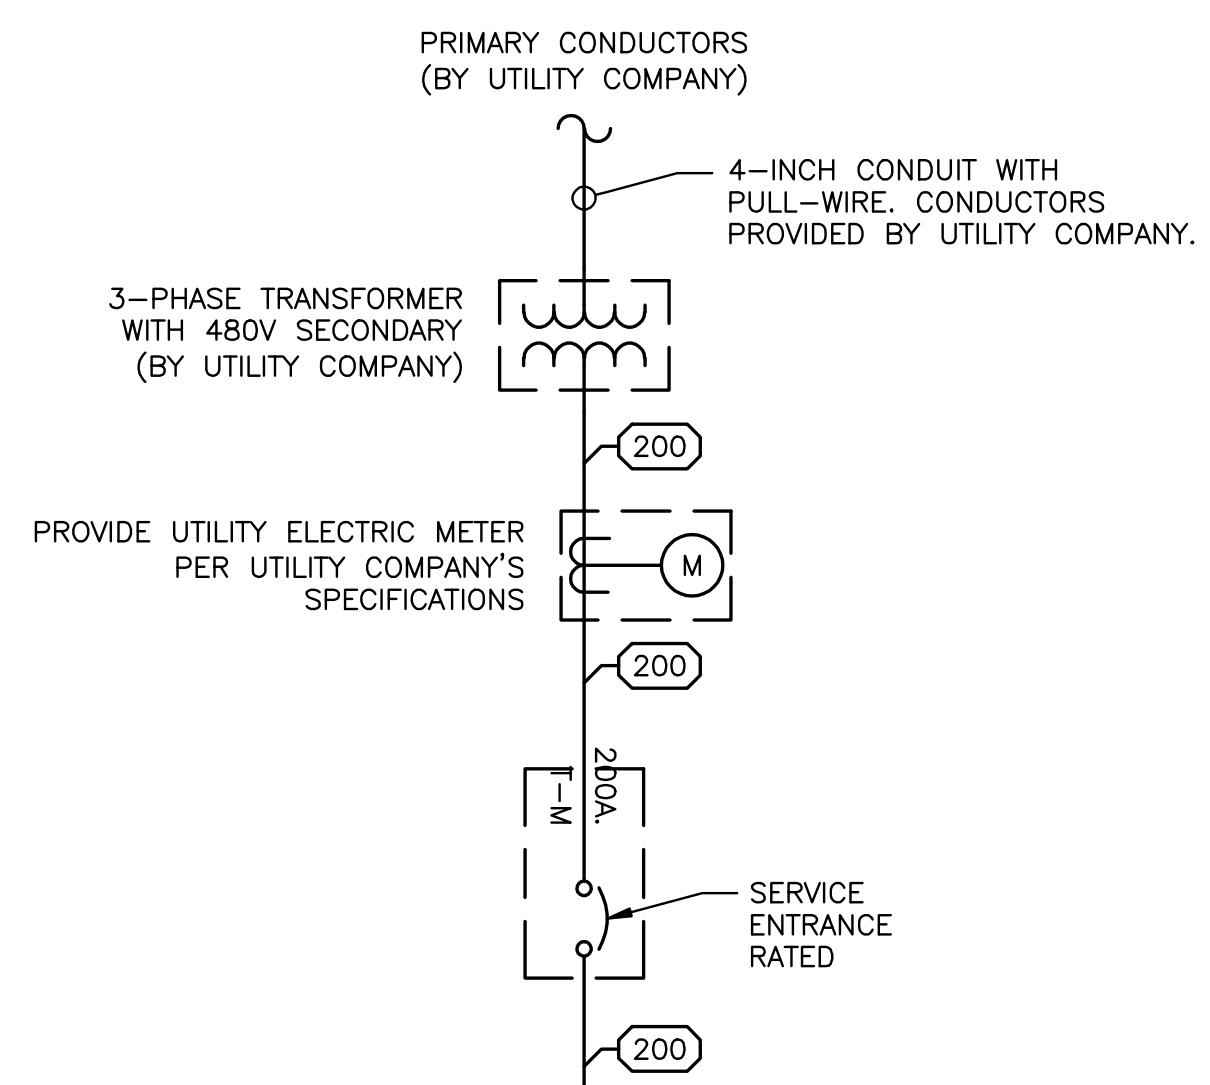 PRIMARY CONDUCTORS
(BY UTILITY COMPANY)
4-INCH CONDUIT WITH
PULL-WIRE. CONDUCTORS
PROVIDED BY UTILITY COMPANY.
3-PHASE TRANSFORMER
WITH 480V SECONDARY
(BY UTILITY COMPANY)
200
PROVIDE UTILITY ELECTRIC METER
PER UTILITY COMPANY'S
SPECIFICATIONS
M
200
200A.
T-M
SERVICE
ENTRANCE
RATED
200